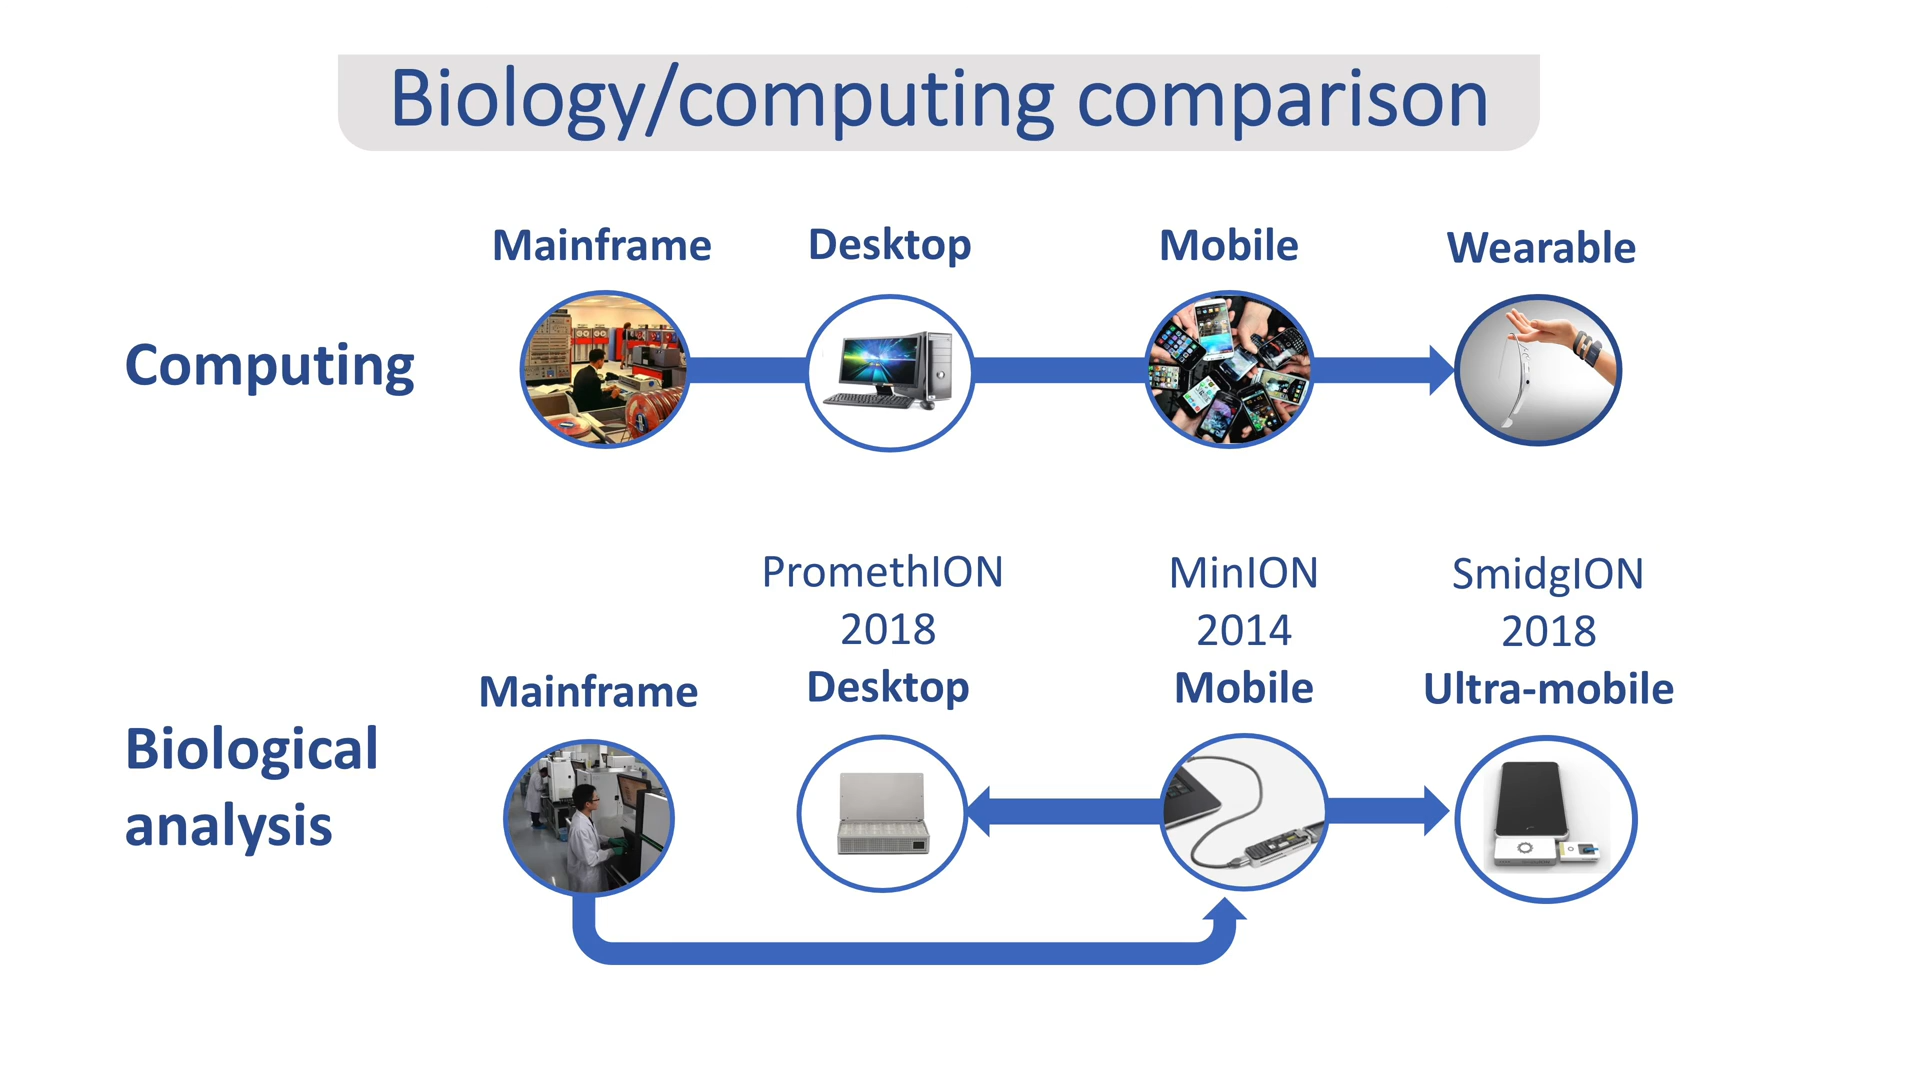 Biology/computing comparison
Mainframe
Desktop
Mobile
Wearable
Computing
PromethION
2018
Desktop
MinION
2014
Mobile
SmidgION
2018
Ultra-mobile
Mainframe
Biological
analysis